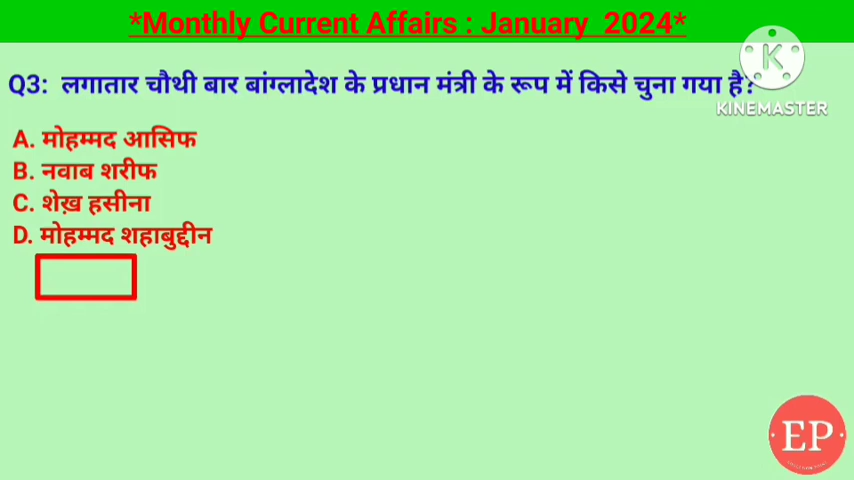 *Monthly Current Affairs : January 2024*
Q3: लगातार चौथी बार बांग्लादेश के प्रधान मंत्री के रूप में किसे चुना गया है?
K
KINEMASTER
A. मोहम्मद आसिफ
B. नवाब शरीफ
C. शेख़ हसीना
D. मोहम्मद शहाबुद्दीन
EP